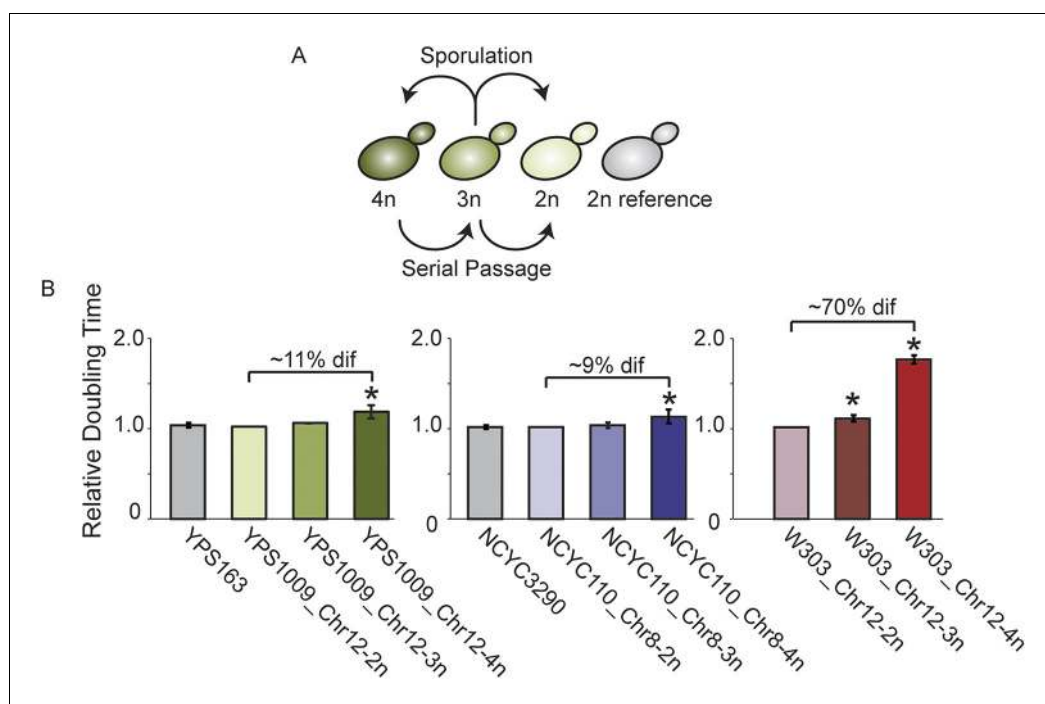 A
Sporulation
4n
3n
2n
2n reference
Serial Passage
B
Relative Doubling Time
2.0
1.0
0
~11% dif
*
YPS163
YPS1009_Chr12-2n
YPS1009_Chr12-3n
YPS1009_Chr12-4n
2.0
1.0
0
~9% dif
*
NCYC3290
NCYC110_Chr8-2n
NCYC110_Chr8-3n
NCYC110_Chr8-4n
2.0
1.0
0
~70% dif
*
*
W303_Chr12-2n
W303_Chr12-3n
W303_Chr12-4n